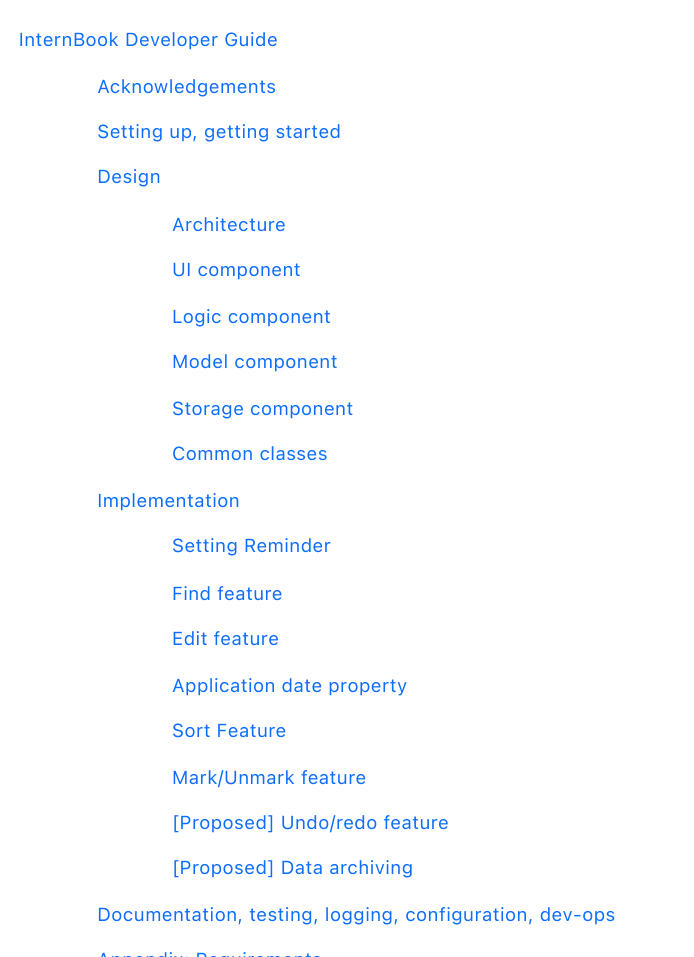 InternBook Developer Guide
Acknowledgements
Setting up, getting started
Design
Architecture
UI component
Logic component
Model component
Storage component
Common classes
Implementation
Setting Reminder
Find feature
Edit feature
Application date property
Sort Feature
Mark/Unmark feature
[Proposed] Undo/redo feature
[Proposed] Data archiving
Documentation, testing, logging, configuration, dev-ops
Appendix: Requirements